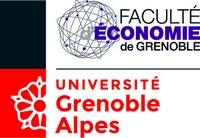 FACULTÉ
D'ÉCONOMIE
de GRENOBLE
UNIVERSITÉ
Grenoble
Alpes